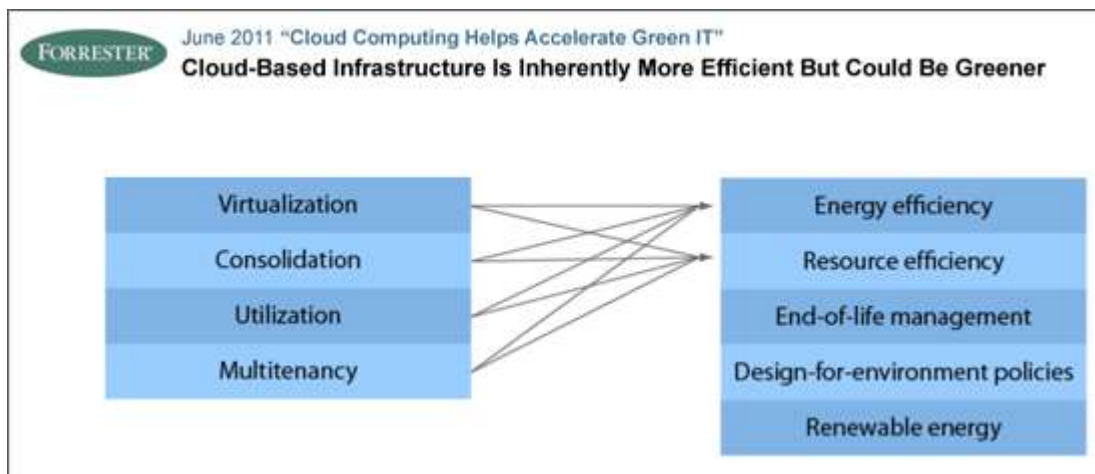 FORRESTER®
June 2011 “Cloud Computing Helps Accelerate Green IT”
Cloud-Based Infrastructure Is Inherently More Efficient But Could Be Greener
Virtualization
Consolidation
Utilization
Multitenancy
Energy efficiency
Resource efficiency
End-of-life management
Design-for-environment policies
Renewable energy